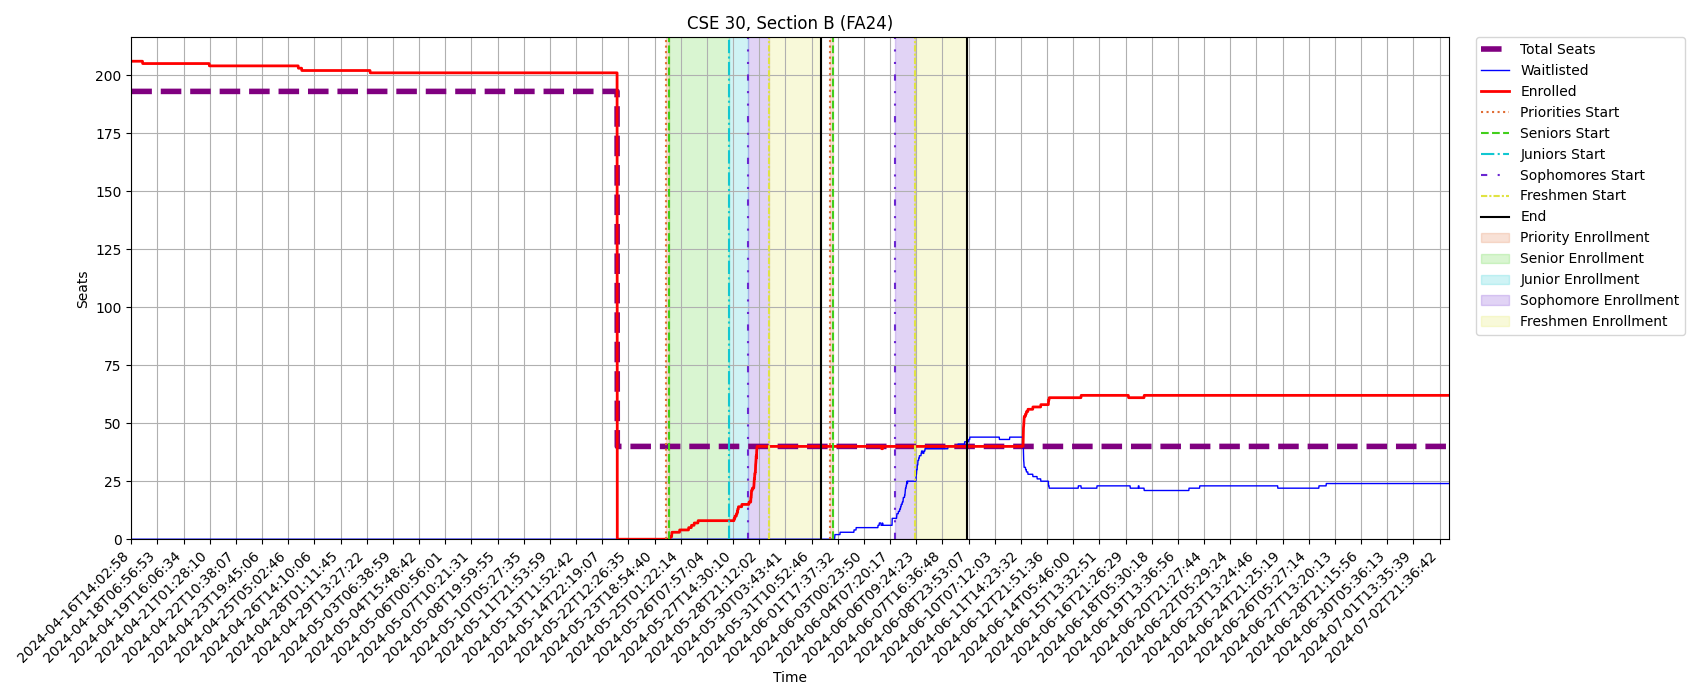 CSE 30, Section B (FA24)
Seats
200
175
150
125
100
75
50
25
0
2024-04-16T14:02:58
2024-04-18T06:56:53
2024-04-19T16:06:34
2024-04-21T01:28:10
2024-04-22T10:38:07
2024-04-23T19:45:06
2024-04-25T05:02:46
2024-04-26T14:10:06
2024-04-28T01:11:45
2024-04-29T13:27:22
2024-05-03T06:38:59
2024-05-04T15:48:42
2024-05-06T00:56:01
2024-05-07T10:21:31
2024-05-08T19:59:55
2024-05-10T05:27:35
2024-05-11T21:53:59
2024-05-13T11:52:42
2024-05-14T22:19:07
2024-05-22T12:26:35
2024-05-23T18:54:40
2024-05-25T01:22:14
2024-05-26T07:57:04
2024-05-27T14:30:10
2024-05-28T21:12:02
2024-05-30T03:43:41
2024-05-31T10:52:46
2024-06-01T17:37:32
2024-06-03T00:23:50
2024-06-04T07:20:17
2024-06-06T09:24:23
2024-06-07T16:36:48
2024-06-08T23:53:07
2024-06-10T07:12:03
2024-06-11T14:23:32
2024-06-12T21:51:36
2024-06-14T05:46:00
2024-06-15T13:32:51
2024-06-16T21:26:29
2024-06-18T05:30:18
2024-06-19T13:36:56
2024-06-20T21:27:44
2024-06-22T05:29:24
2024-06-23T13:24:46
2024-06-24T21:25:19
2024-06-26T05:27:14
2024-06-27T13:20:13
2024-06-28T21:15:56
2024-06-30T05:36:13
2024-07-01T13:35:39
2024-07-02T21:36:42
Time
Total Seats
Waitlisted
Enrolled
Priorities Start
Seniors Start
Juniors Start
Sophomores Start
Freshmen Start
End
Priority Enrollment
Senior Enrollment
Junior Enrollment
Sophomore Enrollment
Freshmen Enrollment